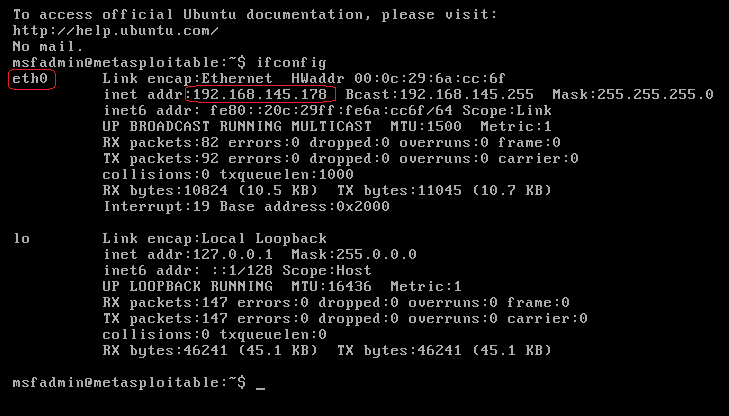 To access official Ubuntu documentation, please visit:
http://help.ubuntu.com/
No mail.
msfadmin@metasploitable:~$ ifconfig
eth0      Link encap:Ethernet  HWaddr 00:0c:29:6a:cc:6f
          inet addr:192.168.145.178  Bcast:192.168.145.255  Mask:255.255.255.0
          inet6 addr: fe80::20c:29ff:fe6a:cc6f/64 Scope:Link
          UP BROADCAST RUNNING MULTICAST  MTU:1500  Metric:1
          RX packets:82 errors:0 dropped:0 overruns:0 frame:0
          TX packets:92 errors:0 dropped:0 overruns:0 carrier:0
          collisions:0 txqueuelen:1000
          RX bytes:10824 (10.5 KB)  TX bytes:11045 (10.7 KB)
          Interrupt:19 Base address:0x2000
lo        Link encap:Local Loopback
          inet addr:127.0.0.1  Mask:255.0.0.0
          inet6 addr: ::1/128 Scope:Host
          UP LOOPBACK RUNNING  MTU:16436  Metric:1
          RX packets:147 errors:0 dropped:0 overruns:0 frame:0
          TX packets:147 errors:0 dropped:0 overruns:0 carrier:0
          collisions:0 txqueuelen:0
          RX bytes:46241 (45.1 KB)  TX bytes:46241 (45.1 KB)
msfadmin@metasploitable:~$ _